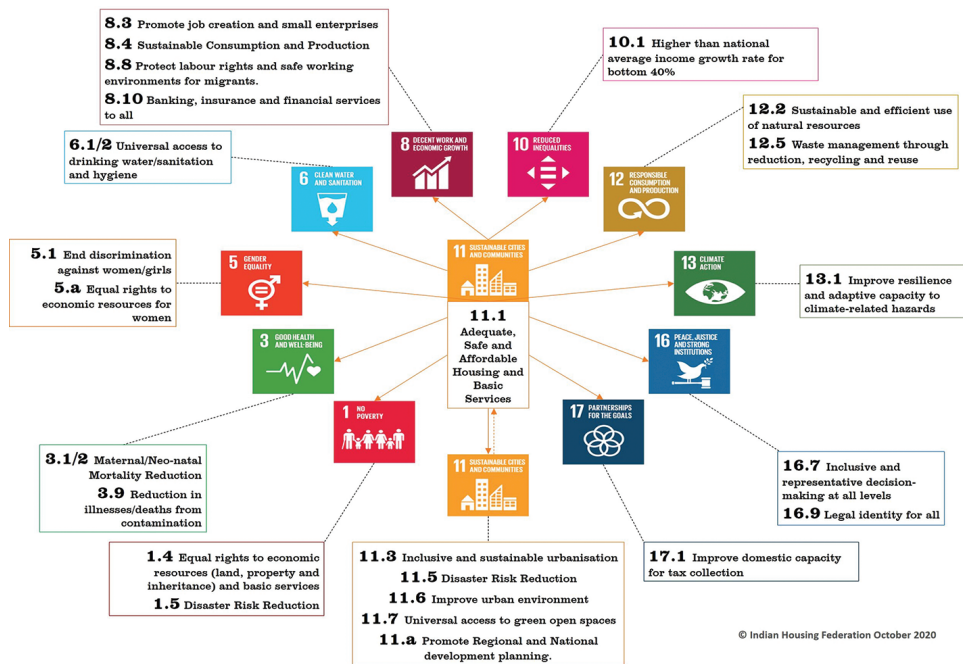 8.3 Promote job creation and small enterprises
8.4 Sustainable Consumption and Production
8.8 Protect labour rights and safe working
environments for migrants.
8.10 Banking, insurance and financial services
to all
10.1 Higher than national
average income growth rate for
bottom 40%
12.2 Sustainable and efficient use
of natural resources
12.5 Waste management through
reduction, recycling and reuse
6.1/2 Universal access to
drinking water/sanitation
and hygiene
8 DECENT WORK AND
ECONOMIC GROWTH
10 REDUCED
INEQUALITIES
6 CLEAN WATER
AND SANITATION
12 RESPONSIBLE
CONSUMPTION
AND PRODUCTION
5.1 End discrimination
against women/girls
5.a Equal rights to
economic resources for
women
5 GENDER
EQUALITY
11 SUSTAINABLE CITIES
AND COMMUNITIES
13 CLIMATE
ACTION
13.1 Improve resilience
and adaptive capacity to
climate-related hazards
11.1
Adequate,
Safe and
Affordable
Housing and
Basic
Services
3 GOOD HEALTH
AND WELL-BEING
16 PEACE, JUSTICE
AND STRONG
INSTITUTIONS
1 NO
POVERTY
17 PARTNERSHIPS
FOR THE GOALS
11 SUSTAINABLE CITIES
AND COMMUNITIES
3.1/2 Maternal/Neo-natal
Mortality Reduction
3.9 Reduction in
illnesses/deaths from
contamination
16.7 Inclusive and
representative decision-
making at all levels
16.9 Legal identity for all
1.4 Equal rights to economic
resources (land, property and
inheritance) and basic services
1.5 Disaster Risk Reduction
11.3 Inclusive and sustainable urbanisation
11.5 Disaster Risk Reduction
11.6 Improve urban environment
11.7 Universal access to green open spaces
11.a Promote Regional and National
development planning.
17.1 Improve domestic capacity
for tax collection
© Indian Housing Federation October 2020